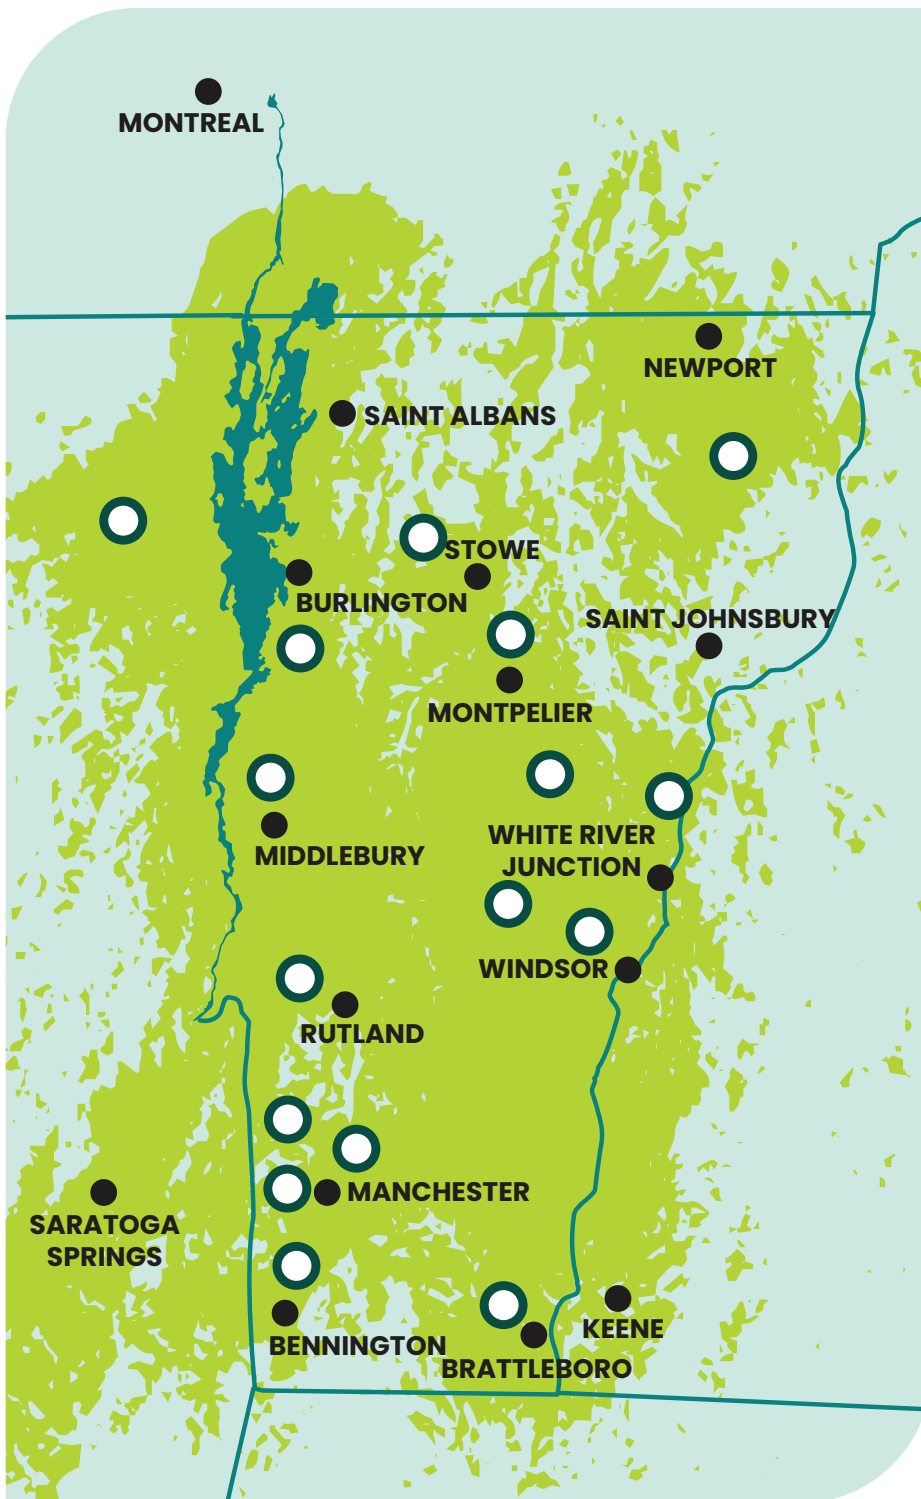 MONTREAL
NEWPORT
SAINT ALBANS
STOWE
BURLINGTON
SAINT JOHNSBURY
MONTPELIER
WHITE RIVER
JUNCTION
MIDDLEBURY
WINDSOR
RUTLAND
MANCHESTER
SARATOGA
SPRINGS
KEENE
BENNINGTON
BRATTLEBORO